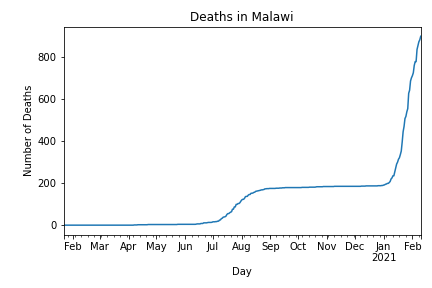 Deaths in Malawi
Number of Deaths
800
600
400
200
0
Feb Mar Apr May Jun Jul Aug Sep Oct Nov Dec Jan Feb
2021
Day